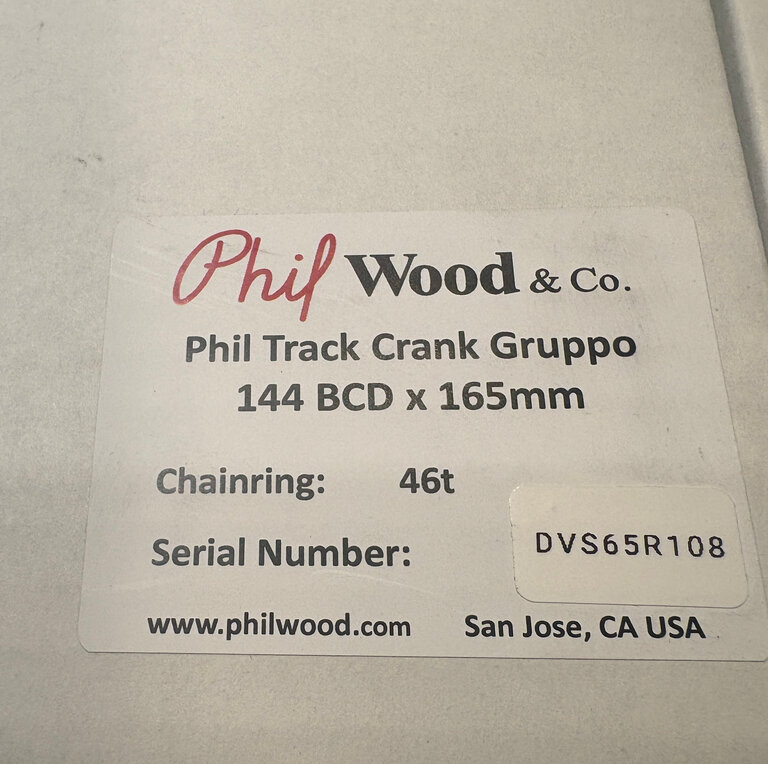 Phil Wood & Co.
Phil Track Crank Gruppo
144 BCD x 165mm
Chainring: 46t
Serial Number: DVS65R108
www.philwood.com San Jose, CA USA